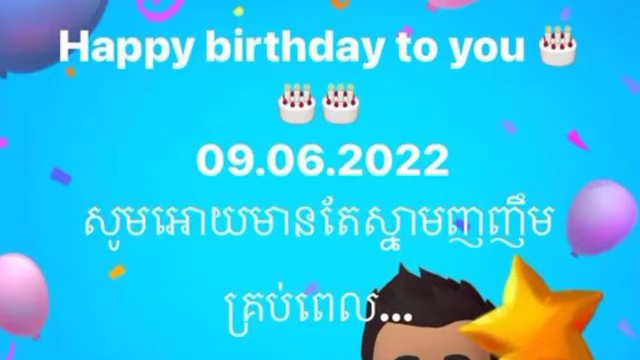 Happy birthday to you 🎂
🎂🎂
09.06.2022
សូមអោយមានតែស្នាមញញឹម
គ្រប់ពេល...